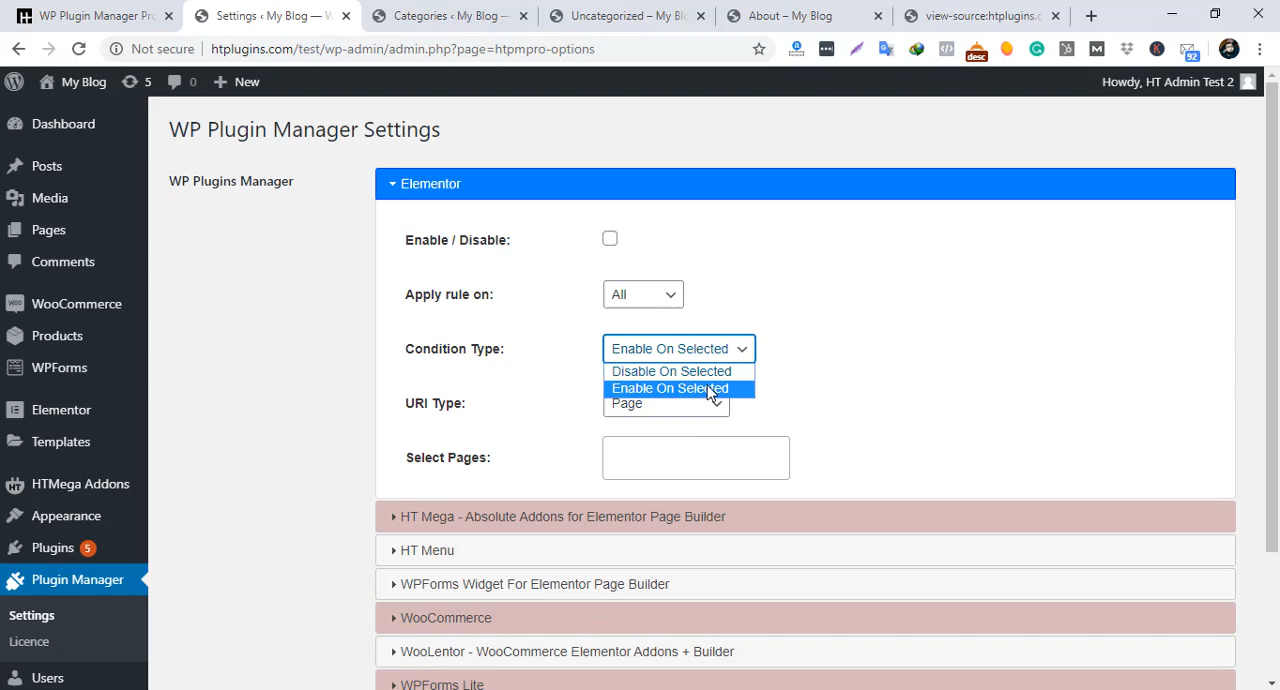 WP Plugin Manager Pro
Settings ‹ My Blog — W
Categories ‹ My Blog —
Uncategorized – My Blo
About – My Blog
view-source:htplugins.c
Not secure
htplugins.com/test/wp-admin/admin.php?page=htpmpro-options
desc
92
My Blog
5
0
New
Howdy, HT Admin Test 2
Dashboard
Posts
Media
Pages
Comments
WooCommerce
Products
WPForms
Elementor
Templates
HTMega Addons
Appearance
Plugins 5
Plugin Manager
Settings
Licence
Users
WP Plugin Manager Settings
WP Plugins Manager
Elementor
Enable / Disable:
Apply rule on:
All
Condition Type:
Enable On Selected
Disable On Selected
Enable On Selected
URI Type:
Page
Select Pages:
HT Mega - Absolute Addons for Elementor Page Builder
HT Menu
WPForms Widget For Elementor Page Builder
WooCommerce
WooLentor - WooCommerce Elementor Addons + Builder
WPForms Lite